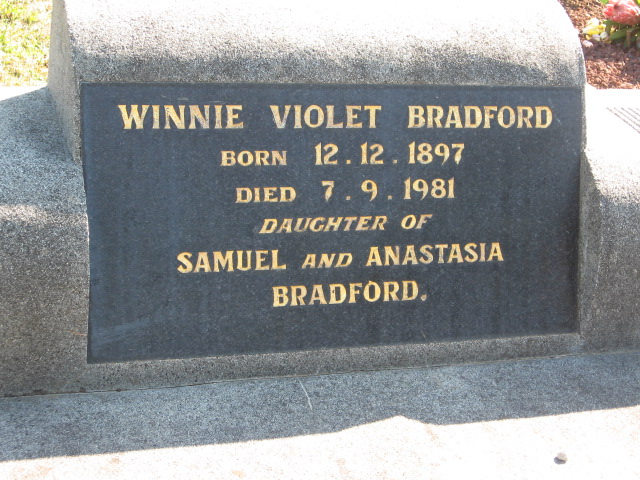 WINNIE VIOLET BRADFORD
BORN 12.12.1897
DIED 7.9.1981
DAUGHTER OF
SAMUEL AND ANASTASIA
BRADFORD.